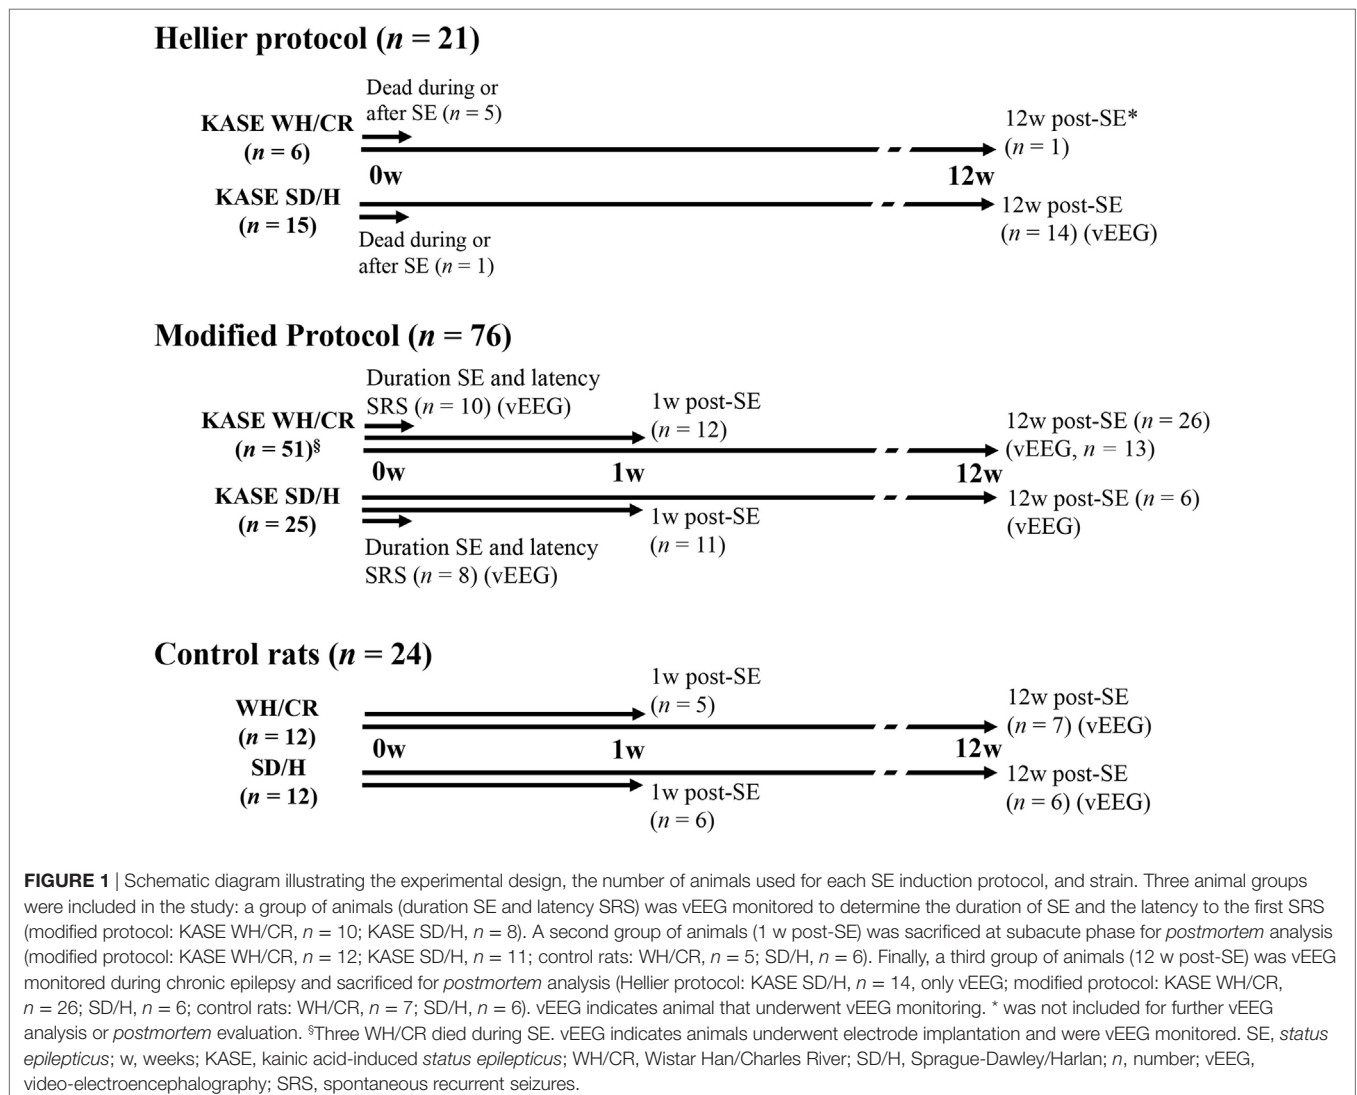 Hellier protocol (n = 21)
Dead during or
after SE (n = 5)
KASE WH/CR
(n = 6)
12w post-SE*
(n = 1)
0w
12w
KASE SD/H
(n = 15)
12w post-SE
(n = 14) (vEEG)
Dead during or
after SE (n = 1)
Modified Protocol (n = 76)
Duration SE and latency
SRS (n = 10) (vEEG)
1w post-SE
(n = 12)
KASE WH/CR
(n = 51)§
12w post-SE (n = 26)
(vEEG, n = 13)
0w
1w
12w
KASE SD/H
(n = 25)
12w post-SE (n = 6)
(vEEG)
1w post-SE
(n = 11)
Duration SE and latency
SRS (n = 8) (vEEG)
Control rats (n = 24)
1w post-SE
(n = 5)
WH/CR
(n = 12)
12w post-SE
(n = 7) (vEEG)
0w
1w
12w
SD/H
(n = 12)
12w post-SE
(n = 6) (vEEG)
1w post-SE
(n = 6)
FIGURE 1 | Schematic diagram illustrating the experimental design, the number of animals used for each SE induction protocol, and strain. Three animal groups
were included in the study: a group of animals (duration SE and latency SRS) was vEEG monitored to determine the duration of SE and the latency to the first SRS
(modified protocol: KASE WH/CR, n = 10; KASE SD/H, n = 8). A second group of animals (1 w post-SE) was sacrificed at subacute phase for postmortem analysis
(modified protocol: KASE WH/CR, n = 12; KASE SD/H, n = 11; control rats: WH/CR, n = 5; SD/H, n = 6). Finally, a third group of animals (12 w post-SE) was vEEG
monitored during chronic epilepsy and sacrificed for postmortem analysis (Hellier protocol: KASE SD/H, n = 14, only vEEG; modified protocol: KASE WH/CR,
n = 26; SD/H, n = 6; control rats: WH/CR, n = 7; SD/H, n = 6). vEEG indicates animal that underwent vEEG monitoring. * was not included for further vEEG
analysis or postmortem evaluation. §Three WH/CR died during SE. vEEG indicates animals underwent electrode implantation and were vEEG monitored. SE, status
epilepticus; w, weeks; KASE, kainic acid-induced status epilepticus; WH/CR, Wistar Han/Charles River; SD/H, Sprague-Dawley/Harlan; n, number; vEEG,
video-electroencephalography; SRS, spontaneous recurrent seizures.